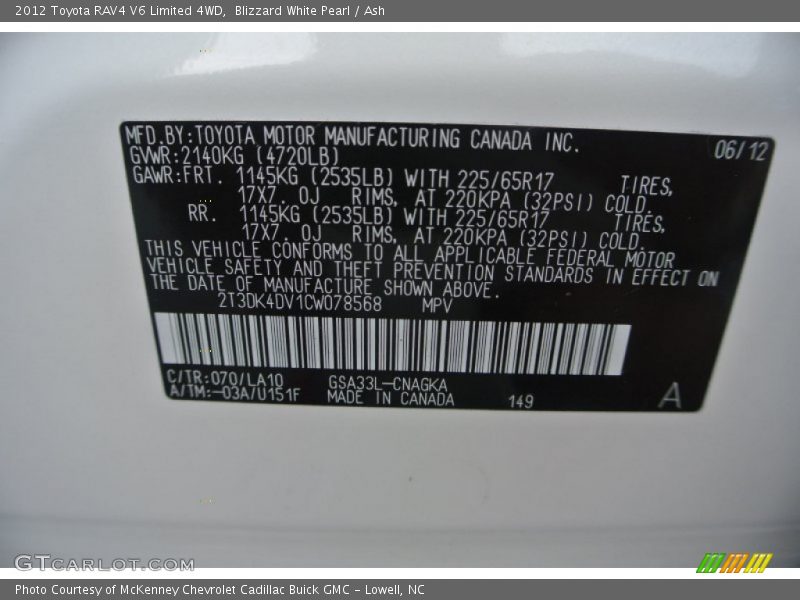 2012 Toyota RAV4 V6 Limited 4WD,  Blizzard White Pearl / Ash
MFD.BY:TOYOTA MOTOR MANUFACTURING CANADA INC. 06/12
GVWR:2140KG (4720LB)
GAWR:FRT. 1145KG (2535LB) WITH 225/65R17 TIRES,
17X7. 0J RIMS, AT 220KPA (32PSI) COLD.
RR. 1145KG (2535LB) WITH 225/65R17 TIRES,
17X7. 0J RIMS, AT 220KPA (32PSI) COLD.
THIS VEHICLE CONFORMS TO ALL APPLICABLE FEDERAL MOTOR
VEHICLE SAFETY AND THEFT PREVENTION STANDARDS IN EFFECT ON
THE DATE OF MANUFACTURE SHOWN ABOVE.
2T3DK4DV1CW078568 MPV
C/TR:070/LA10 GSA33L-CNAGKA
A/TM:-03A/U151F MADE IN CANADA 149 A
GTCARLOT.COM
Photo Courtesy of McKenney Chevrolet Cadillac Buick GMC - Lowell, NC